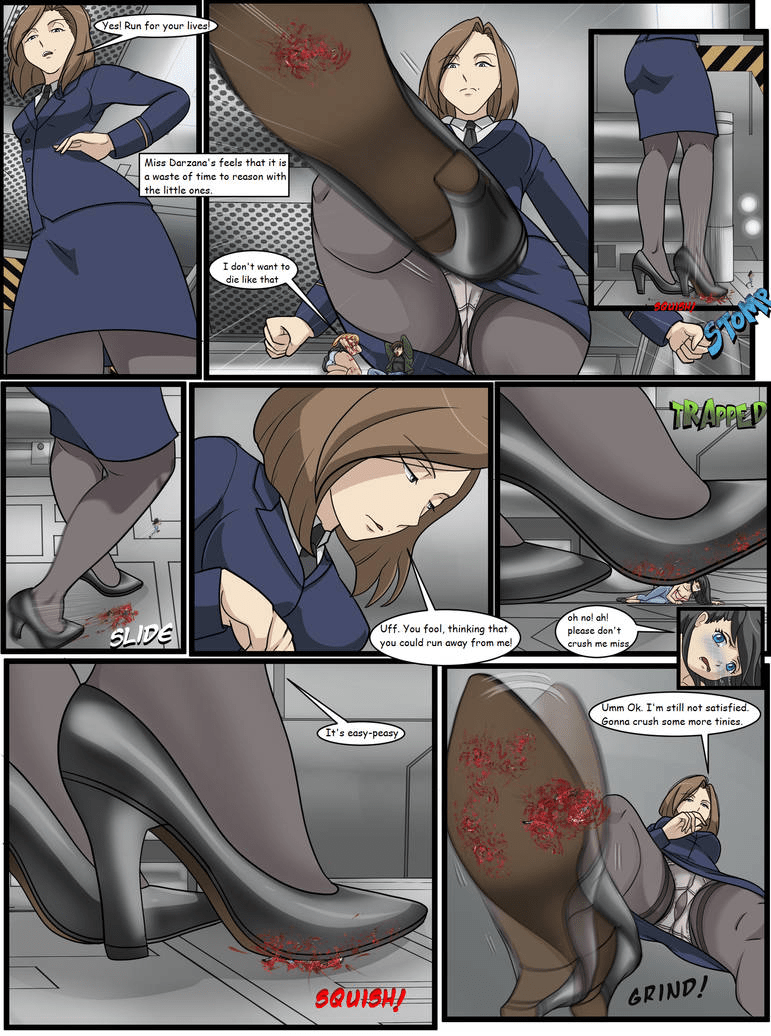 Yes! Run for your lives!
Miss Darzana's feels that it is
a waste of time to reason with
the little ones.
I don't want to
die like that
SQUISH!
STOMP
SLIDE
Uff. You fool, thinking that
you could run away from me!
TRAPPED
oh no! ah!
please don't
crush me miss
It's easy-peasy
SQUISH!
Umm Ok. I'm still not satisfied.
Gonna crush some more tinies.
GRIND!